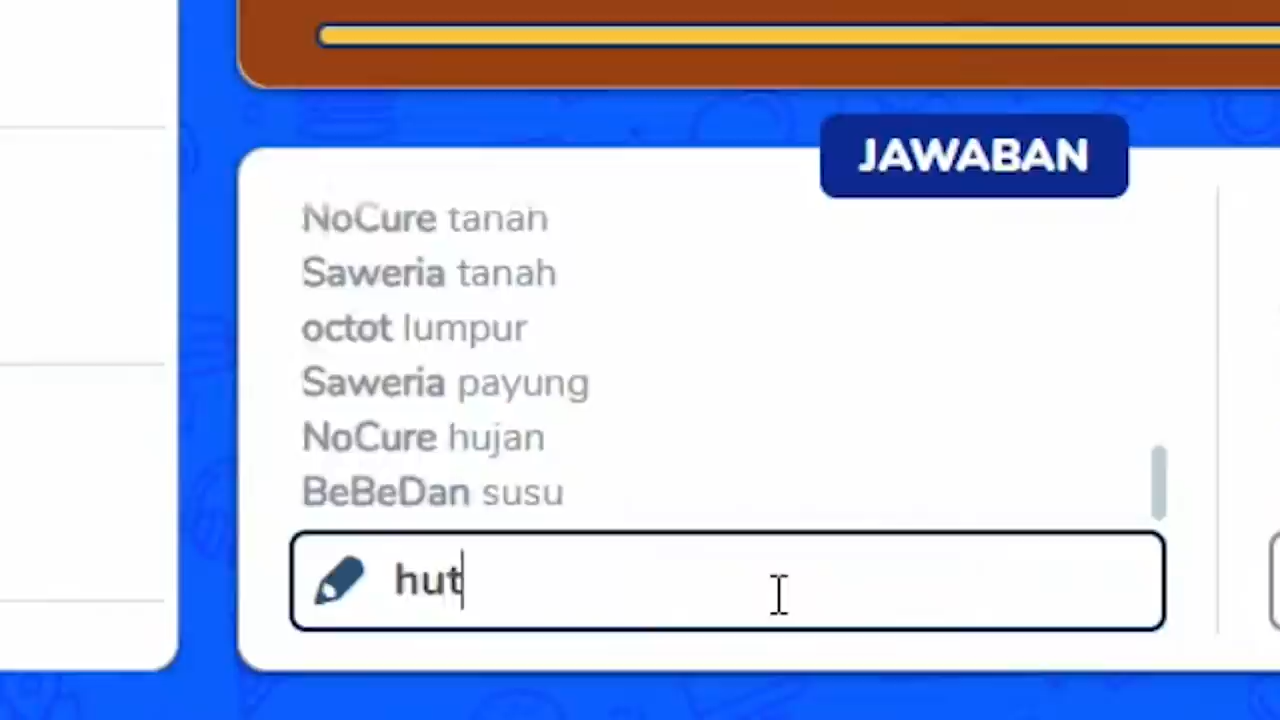 JAWABAN
NoCure tanah
Saweria tanah
octot lumpur
Saweria payung
NoCure hujan
BeBeDan susu
hut